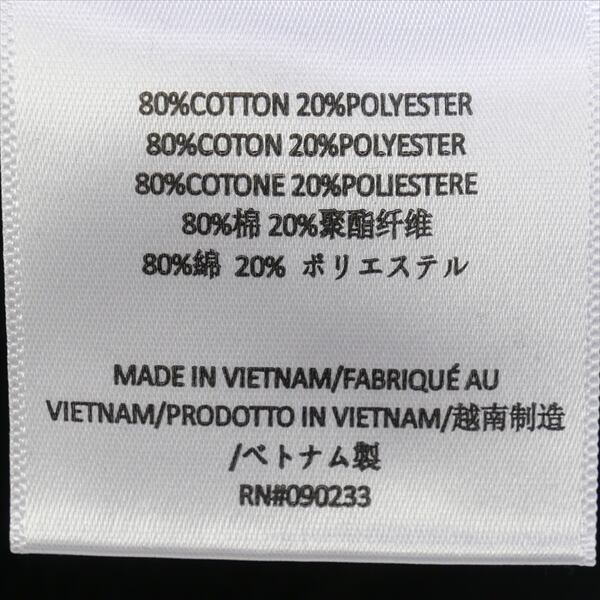 80%COTTON 20%POLYESTER
80%COTON 20%POLYESTER
80%COTONE 20%POLIESTERE
80%棉 20%聚酯纤维
80%綿 20% ポリエステル
MADE IN VIETNAM/FABRIQUÉ AU
VIETNAM/PRODOTTO IN VIETNAM/越南制造
/ベトナム製
RN#090233